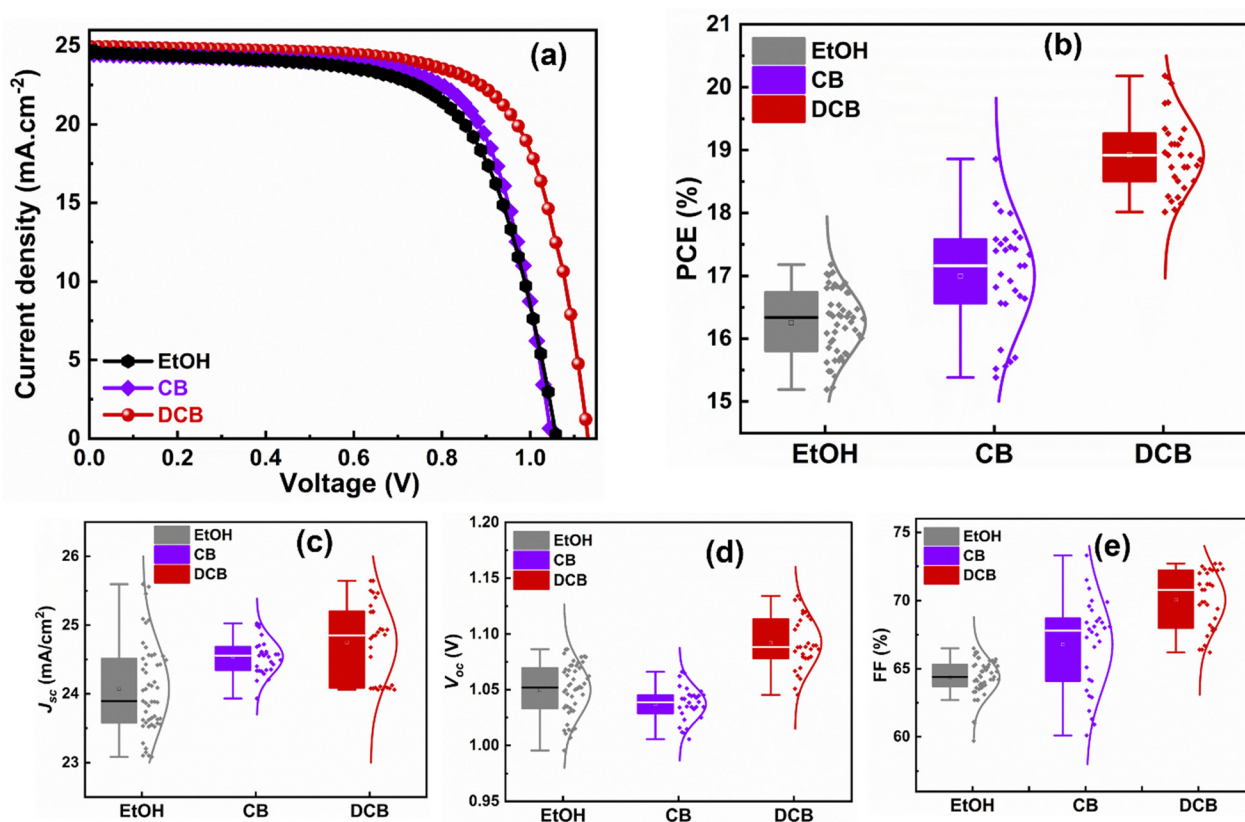 (a)
Current density (mA.cm⁻²)
25
20
15
10
5
0
EtOH
CB
DCB
0.0 0.2 0.4 0.6 0.8 1.0
Voltage (V)
(b)
PCE (%)
21
20
19
18
17
16
15
EtOH
CB
DCB
EtOH CB DCB
(c)
Jsc (mA/cm²)
26
25
24
23
EtOH
CB
DCB
EtOH CB DCB
(d)
Voc (V)
1.20
1.15
1.10
1.05
1.00
0.95
EtOH
CB
DCB
EtOH CB DCB
(e)
FF (%)
75
70
65
60
EtOH
CB
DCB
EtOH CB DCB